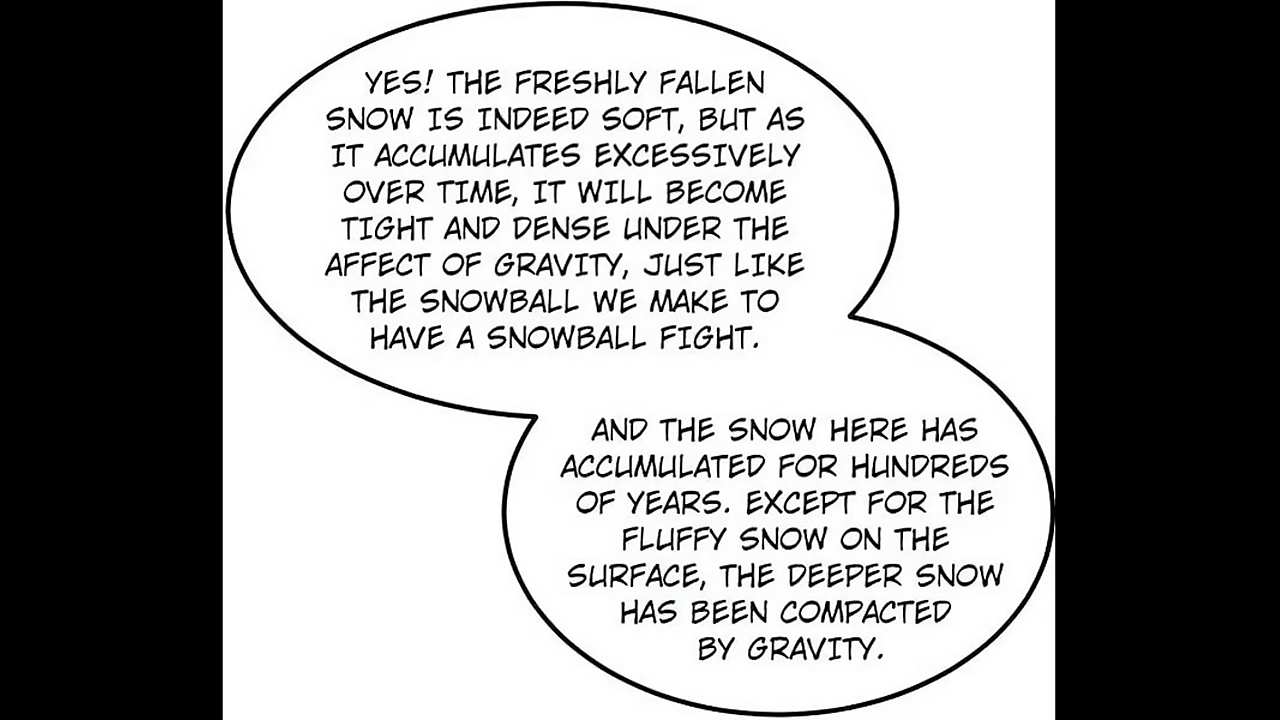 YES! THE FRESHLY FALLEN
SNOW IS INDEED SOFT, BUT AS
IT ACCUMULATES EXCESSIVELY
OVER TIME, IT WILL BECOME
TIGHT AND DENSE UNDER THE
AFFECT OF GRAVITY, JUST LIKE
THE SNOWBALL WE MAKE TO
HAVE A SNOWBALL FIGHT.
AND THE SNOW HERE HAS
ACCUMULATED FOR HUNDREDS
OF YEARS. EXCEPT FOR THE
FLUFFY SNOW ON THE
SURFACE, THE DEEPER SNOW
HAS BEEN COMPACTED
BY GRAVITY.